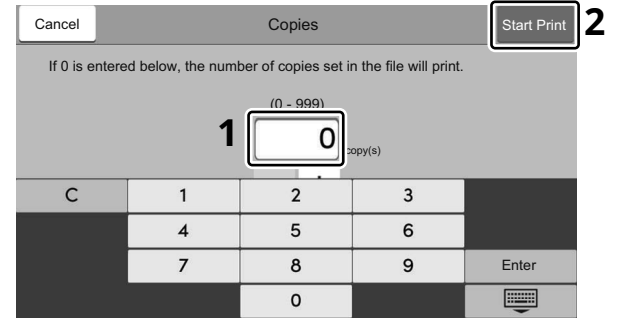 Cancel Copies Start Print 2
If 0 is entered below, the number of copies set in the file will print.
(0 - 999)
1 0 copy(s)
C 1 2 3
4 5 6
7 8 9 Enter
0